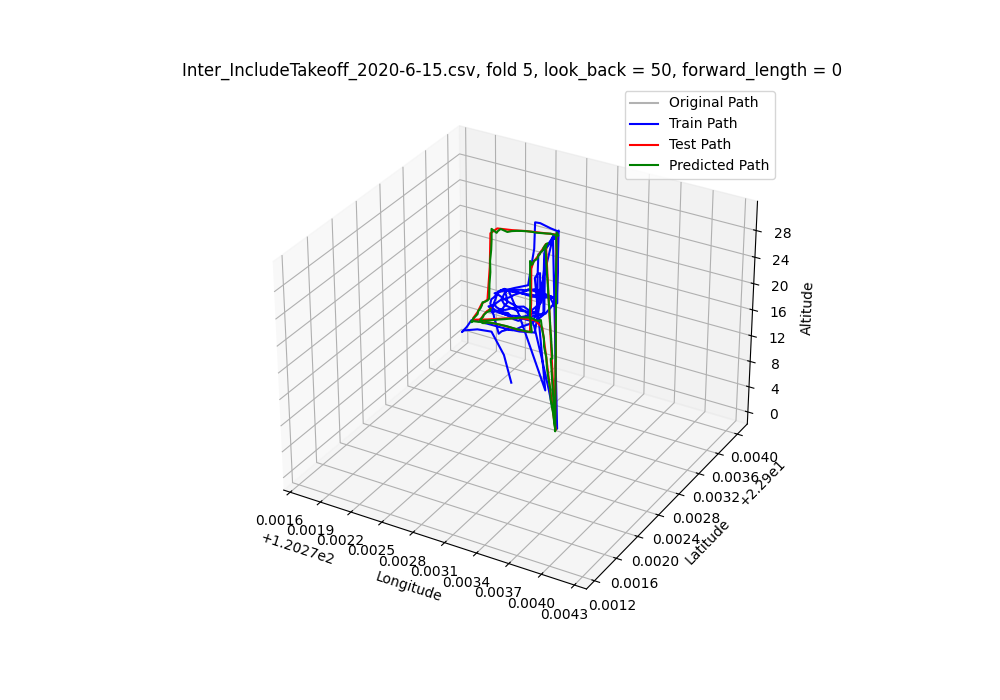 Inter_IncludeTakeoff_2020-6-15.csv, fold 5, look_back = 50, forward_length = 0
Original Path
Train Path
Test Path
Predicted Path
28
24
20
16
12
8
4
0
Altitude
0.0040
0.0036
0.0032
0.0028
0.0024
0.0020
0.0016
0.0012
+2.29e1
Latitude
0.0016
0.0019
0.0022
0.0025
0.0028
0.0031
0.0034
0.0037
0.0040
0.0043
+1.2027e2
Longitude